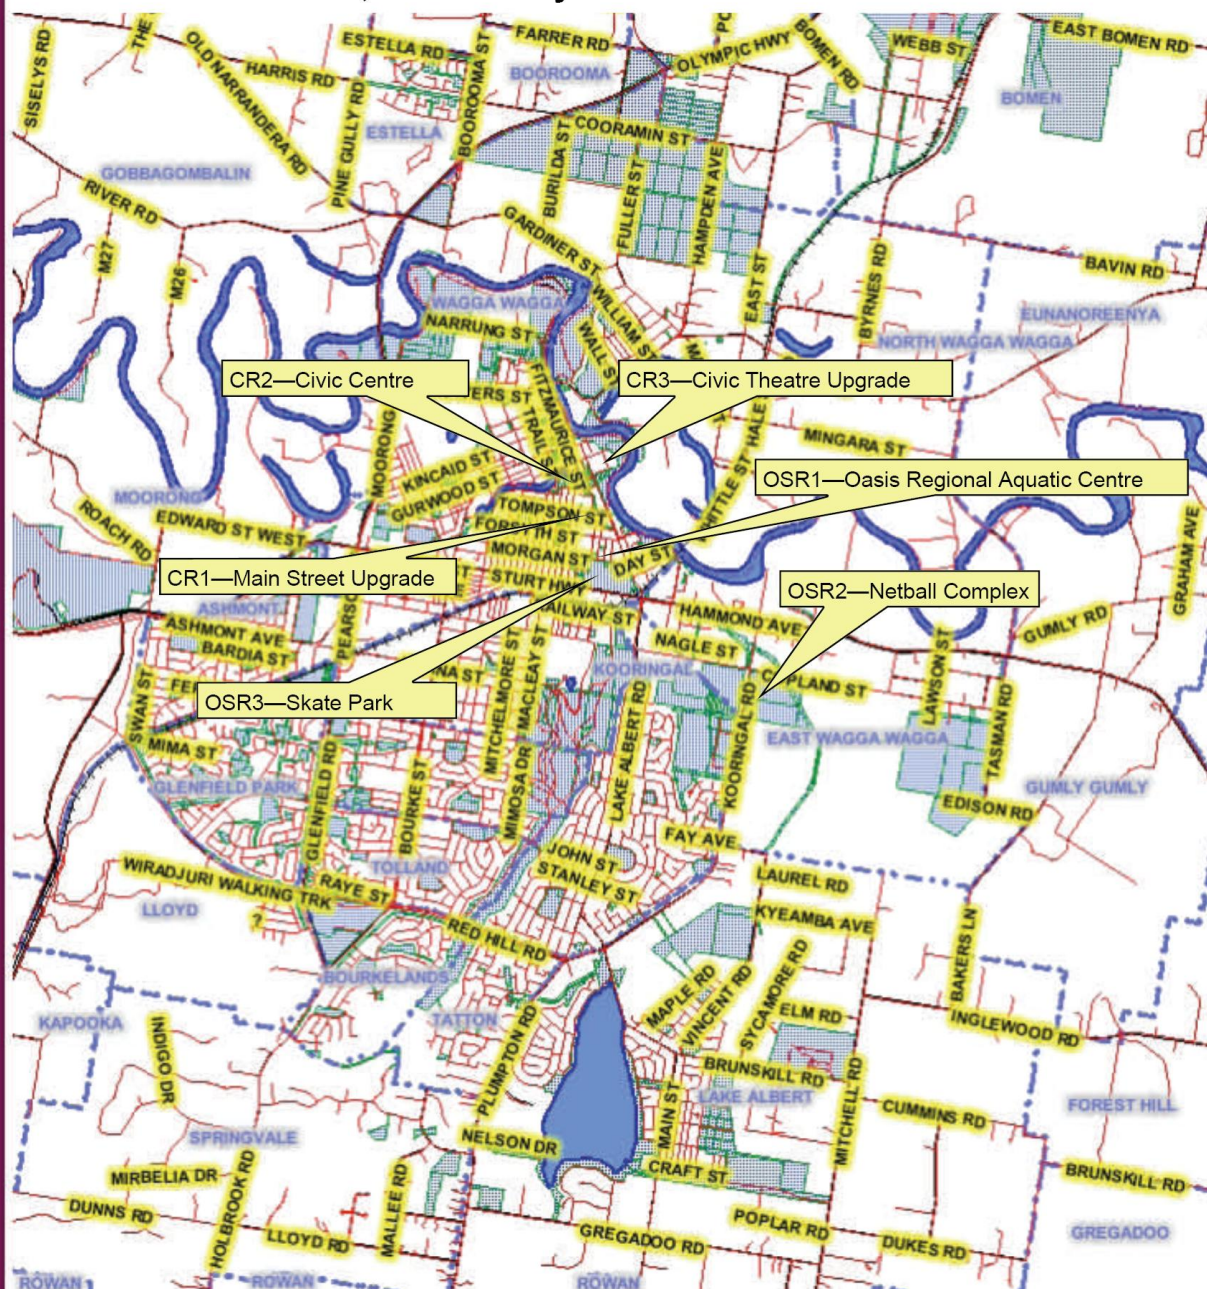 SISELYS RD
THE
OLD NARRANDERA RD
HARRIS RD
ESTELLA RD
BOOROOMA ST
FARRER RD
BOOROOMA
OLYMPIC HWY
BOMEN RD
WEBB ST
EAST BOMEN RD
BOMEN
PINE GULLY RD
ESTELLA
COORAMIN ST
BURILDA ST
FULLER ST
HAMPDEN AVE
GOBBAGOMBALIN
RIVER RD
M27
M26
GARDINER ST
EAST ST
BYRNES RD
BAVIN RD
EUNANOREENYA
NORTH WAGGA WAGGA
WAGGA WAGGA
NARRUNG ST
WILLIAM ST
WALL ST
CR2—Civic Centre
CR3—Civic Theatre Upgrade
ERS ST
FITZMAURICE ST
TRAIL
MOORONG
KINCAID ST
GURWOOD ST
MINGARA ST
HALE
OSR1—Oasis Regional Aquatic Centre
MOORONG
ROACH RD
EDWARD ST WEST
TOMPSON ST
FORSYTH ST
MORGAN ST
DAY ST
GRAHAM AVE
CR1—Main Street Upgrade
STURT HWY
OSR2—Netball Complex
ASHMONT
ASHMONT AVE
BARDIA ST
AILWAY ST
HAMMOND AVE
NAGLE ST
GUMLY RD
LAWSON ST
KOORINGAL
COPLAND ST
OSR3—Skate Park
NA ST
MITCHELMORE ST
MACLEAY ST
SWAN ST
MIMA ST
LAKE ALBERT RD
KOORINGAL RD
EAST WAGGA WAGGA
TASMAN RD
GLENFIELD PARK
GLENFIELD RD
BOURKE ST
MIMOSA DR
GUMLY GUMLY
EDISON RD
FAY AVE
TOLLAND
JOHN ST
STANLEY ST
WIRADJURI WALKING TRK
RAYE ST
LAUREL RD
LLOYD
?
RED HILL RD
KYEAMBA AVE
BAKERS LN
BOURKELANDS
MAPLE RD
VINCENT RD
SYCAMORE RD
KAPOOKA
INDIGO DR
TATTON
PLUMPTON RD
ELM RD
INGLEWOOD RD
BRUNSKILL RD
LAKE ALBERT
MITCHELL RD
MAIN ST
CUMMINS RD
FOREST HILL
SPRINGVALE
NELSON DR
MIRBELIA DR
HOLBROOK RD
MALLEE RD
CRAFT ST
BRUNSKILL RD
DUNNS RD
LLOYD RD
GREGADOO RD
POPLAR RD
DUKES RD
GREGADOO
ROWAN
ROWAN
ROWAN